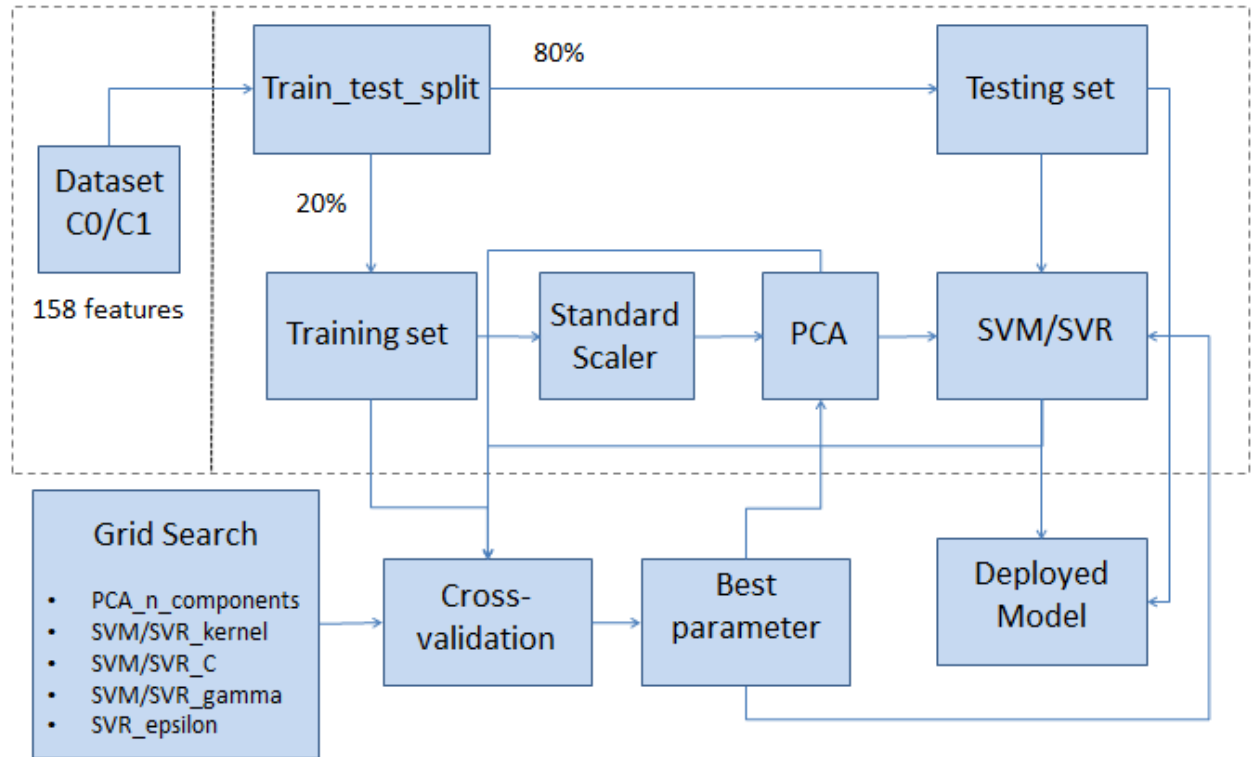 Train_test_split
80%
Testing set
Dataset
C0/C1
20%
158 features
Training set
Standard
Scaler
PCA
SVM/SVR
Grid Search
• PCA_n_components
• SVM/SVR_kernel
• SVM/SVR_C
• SVM/SVR_gamma
• SVR_epsilon
Cross-
validation
Best
parameter
Deployed
Model